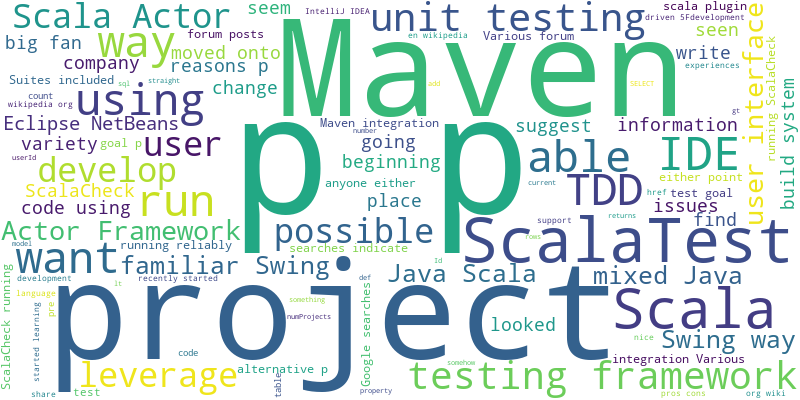 IntelliJ IDEA
scala plugin
Scala Actor
seem
unit testing
driven 5Fdevelopment
en wikipedia
user interface
big fan
way
forum posts
Various forum
seen
moved onto
Maven
write
company
reasons p
experiences
Suites included
sql
straight
change
add
SELECT
running ScalaCheck
build system
count
using
wikipedia org
gt
Eclipse NetBeans
user
Maven integration
suggest
information
number
p p
variety
goal p
going
able
IDE
userId
develop
beginning
ScalaCheck
run
anyone either
current
TDD
either point
href
test goal
code using
place
issues
Actor Framework
possible
support
ScalaTest
find
model
running reliably
searches indicate
returns
roms
want
familiar Swing
Id
Java Scala
mixed Java
ScalaCheck running
development
recently started
def
language
lt
project
Scala
something
pre
started learning
numProjects
Google searches
looked
nice
Swing way
code
integration Various
leverage
alternative p
somehow
testing framework
share
test
table
property
pros cons
org wiki